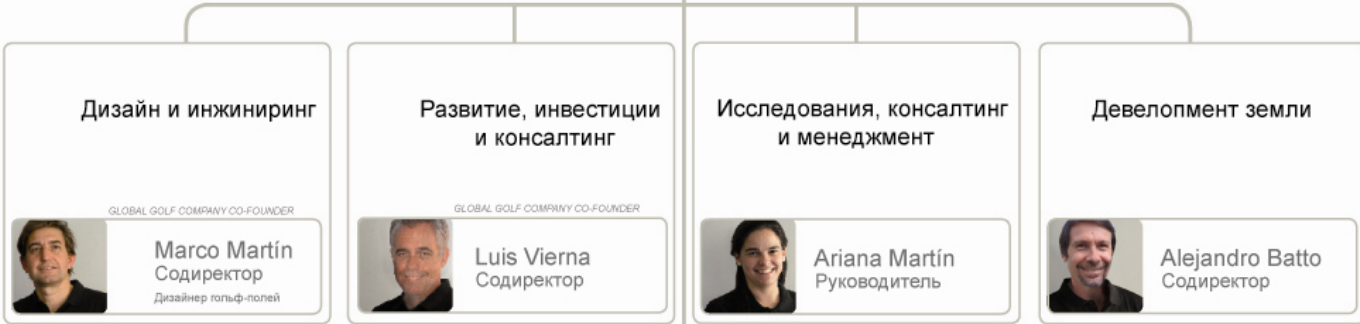 Дизайн и инжиниринг
GLOBAL GOLF COMPANY CO-FOUNDER
Marco Martín
Содиректор
Дизайнер гольф-полей
Развитие, инвестиции
и консалтинг
GLOBAL GOLF COMPANY CO-FOUNDER
Luis Vierna
Содиректор
Исследования, консалтинг
и менеджмент
Ariana Martín
Руководитель
Девелопмент земли
Alejandro Batto
Содиректор